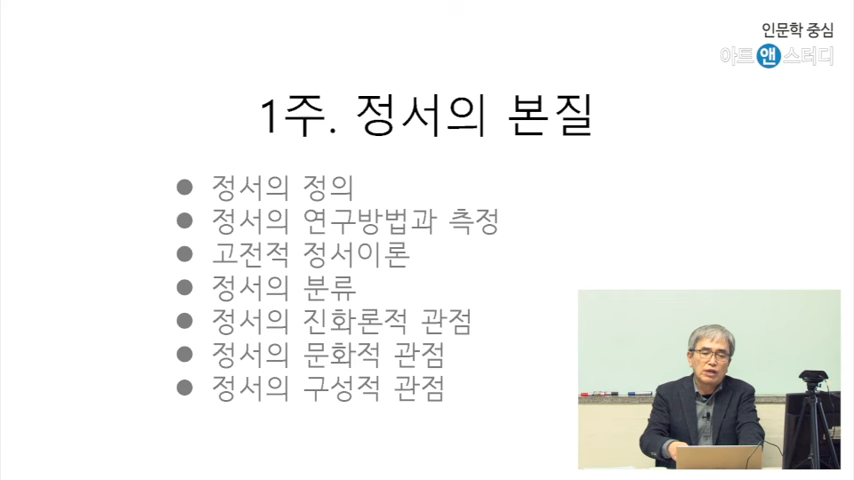 인문학 중심
아트앤스터디
1주. 정서의 본질
● 정서의 정의
● 정서의 연구방법과 측정
● 고전적 정서이론
● 정서의 분류
● 정서의 진화론적 관점
● 정서의 문화적 관점
● 정서의 구성적 관점